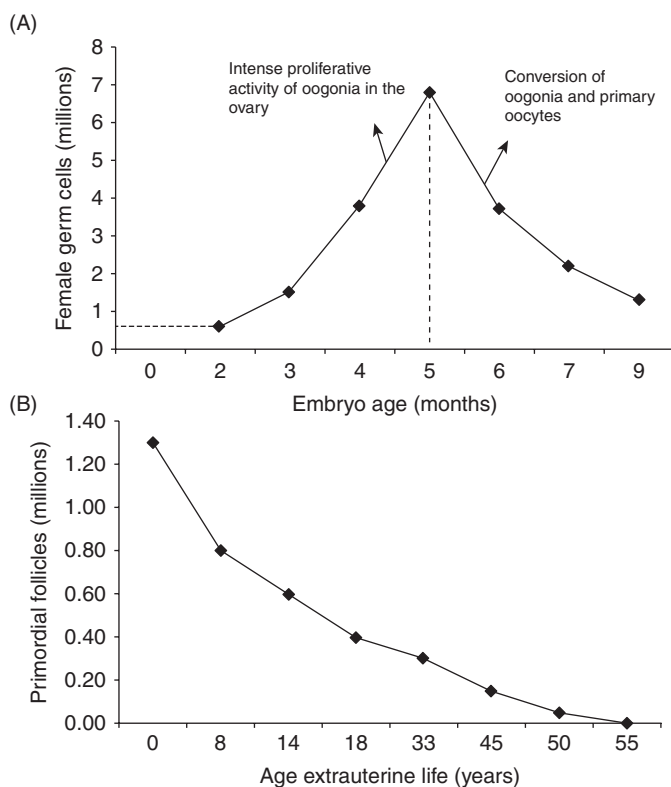 (A)
Female germ cells (millions)
8
7
6
5
4
3
2
1
0
Intense proliferative
activity of oogonia in the
ovary
Conversion of
oogonia and primary
oocytes
0 2 3 4 5 6 7 9
Embryo age (months)
(B)
Primordial follicles (millions)
1.40
1.20
1.00
0.80
0.60
0.40
0.20
0.00
0 8 14 18 33 45 50 55
Age extrauterine life (years)